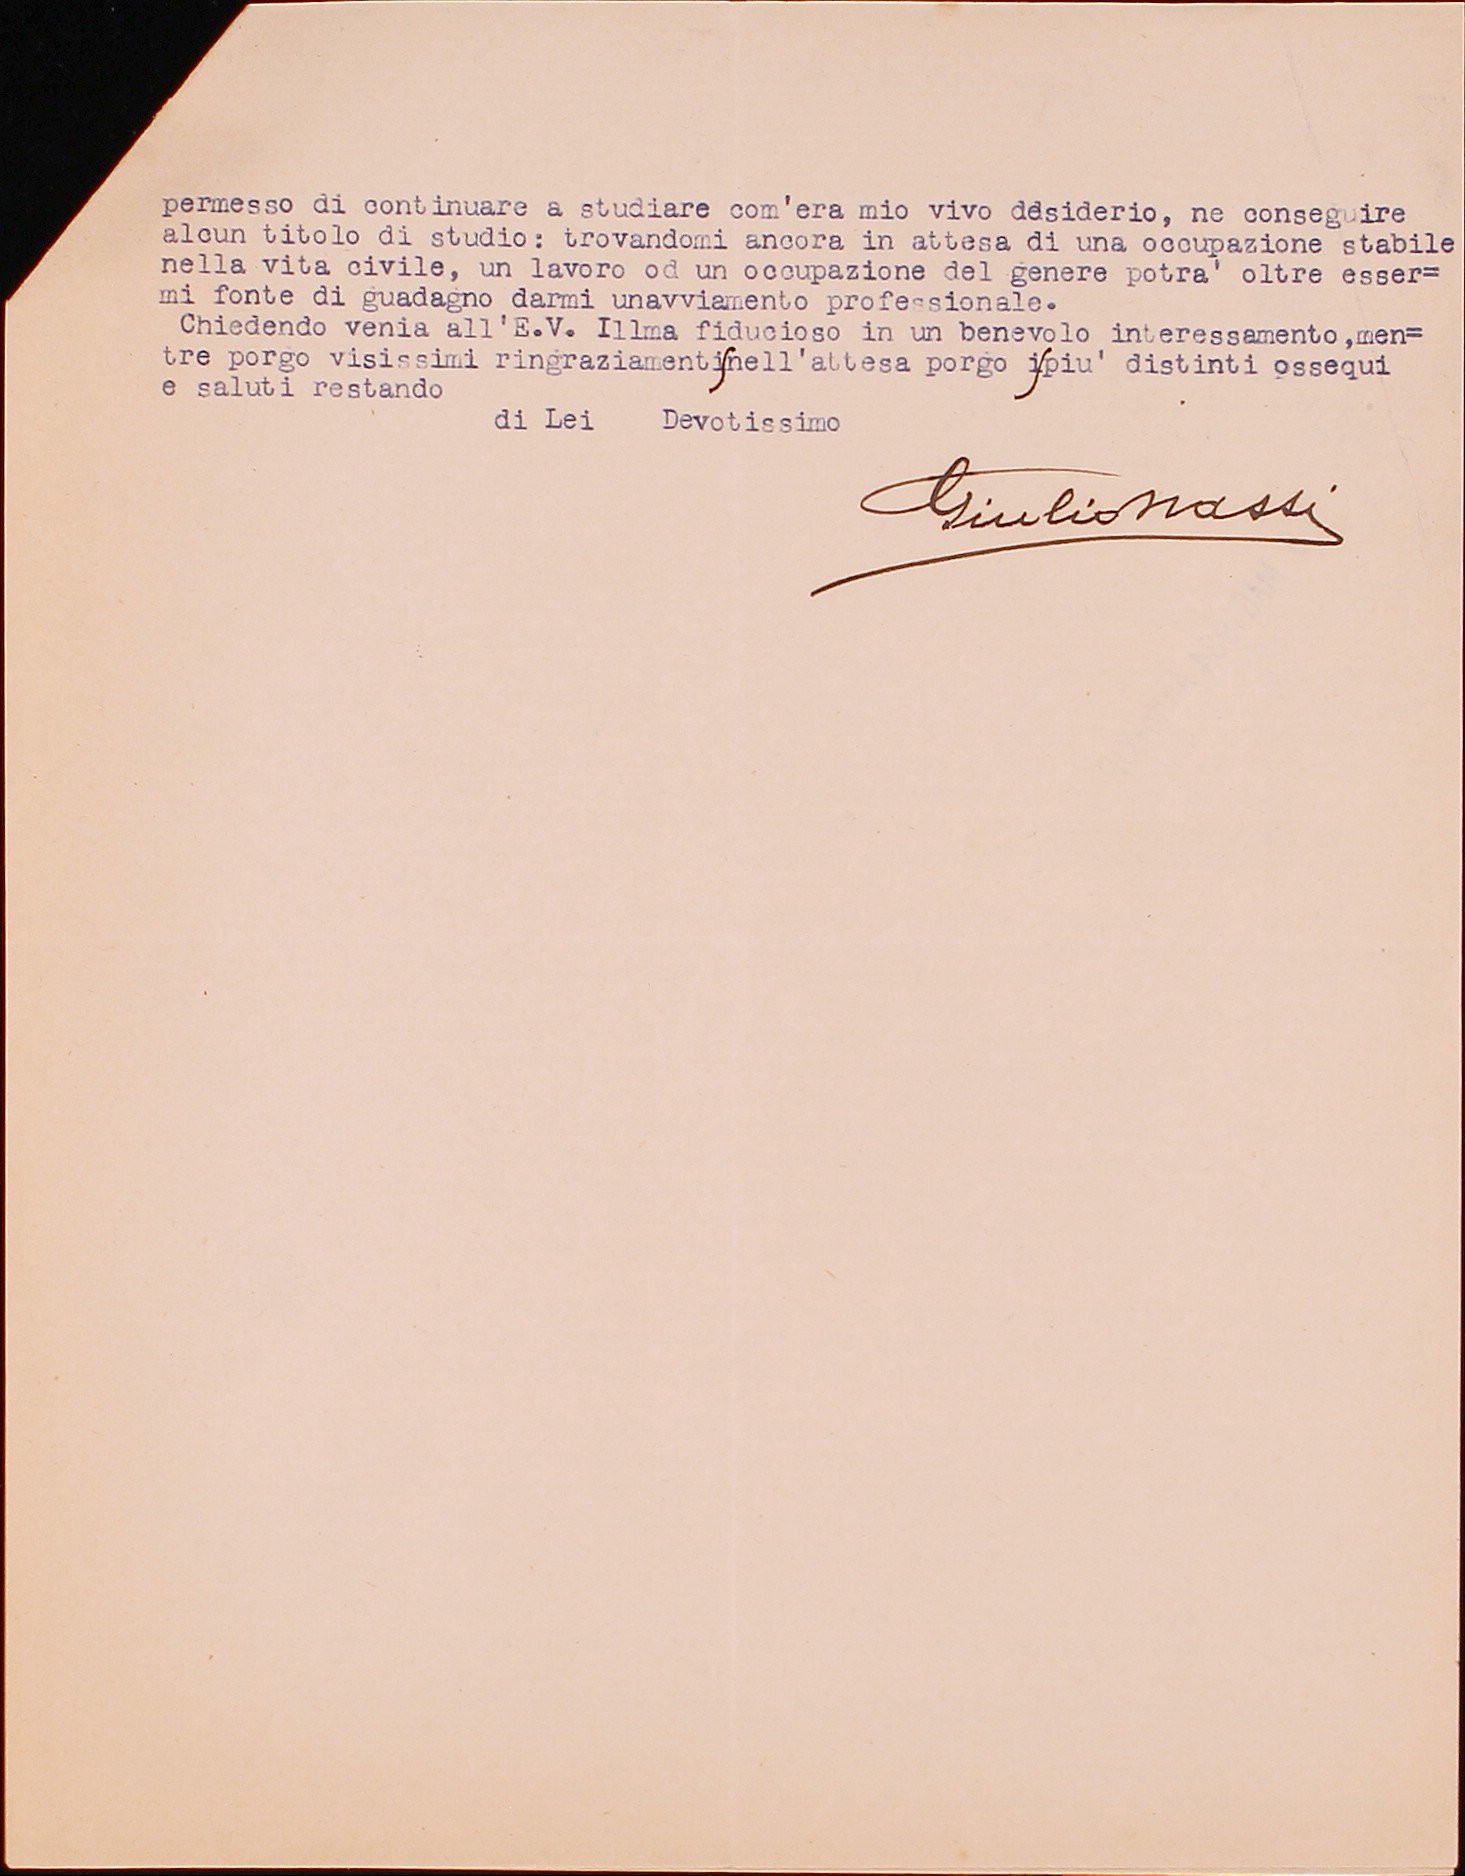 permesso di continuare a studiare com'era mio vivo desiderio, ne conseguire
alcun titolo di studio: trovandomi ancora in attesa di una occupazione stabile
nella vita civile, un lavoro od un occupazione del genere potra' oltre esser=
mi fonte di guadagno darmi unavviamento professionale.
Chiedendo venia all'E.V. Illma fiducioso in un benevolo interessamento,men=
tre porgo visissimi ringraziamenti nell'attesa porgo i piu' distinti ossequi
e saluti restando
di Lei Devotissimo
Giulio Nassi